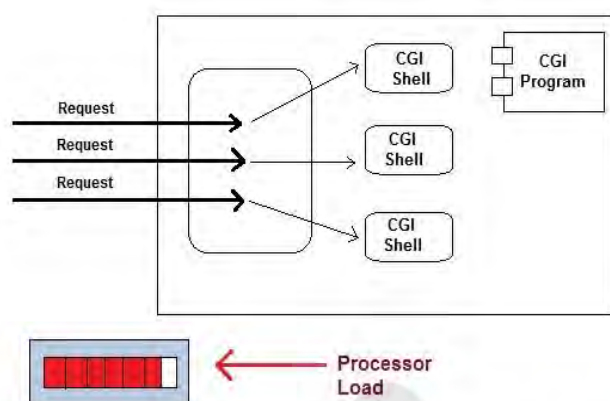 CGI
Shell
CGI
Program
Request
Request
Request
CGI
Shell
CGI
Shell
Processor
Load